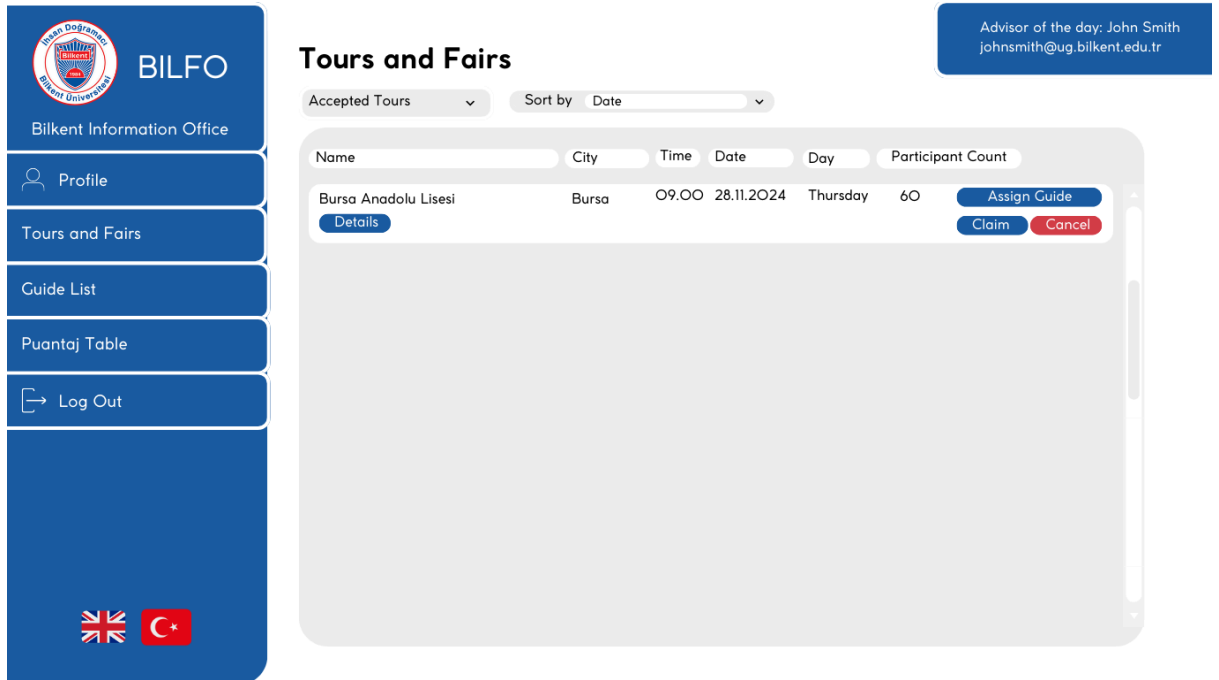 İhsan Doğramacı
Bilkent
1984
Bilkent Üniversitesi
BILFO
Bilkent Information Office
Profile
Tours and Fairs
Guide List
Puantaj Table
Log Out
Tours and Fairs
Advisor of the day: John Smith
johnsmith@ug.bilkent.edu.tr
Accepted Tours
Sort by Date
Name City Time Date Day Participant Count
Bursa Anadolu Lisesi Bursa 09.00 28.11.2024 Thursday 60 Assign Guide
Details Claim Cancel